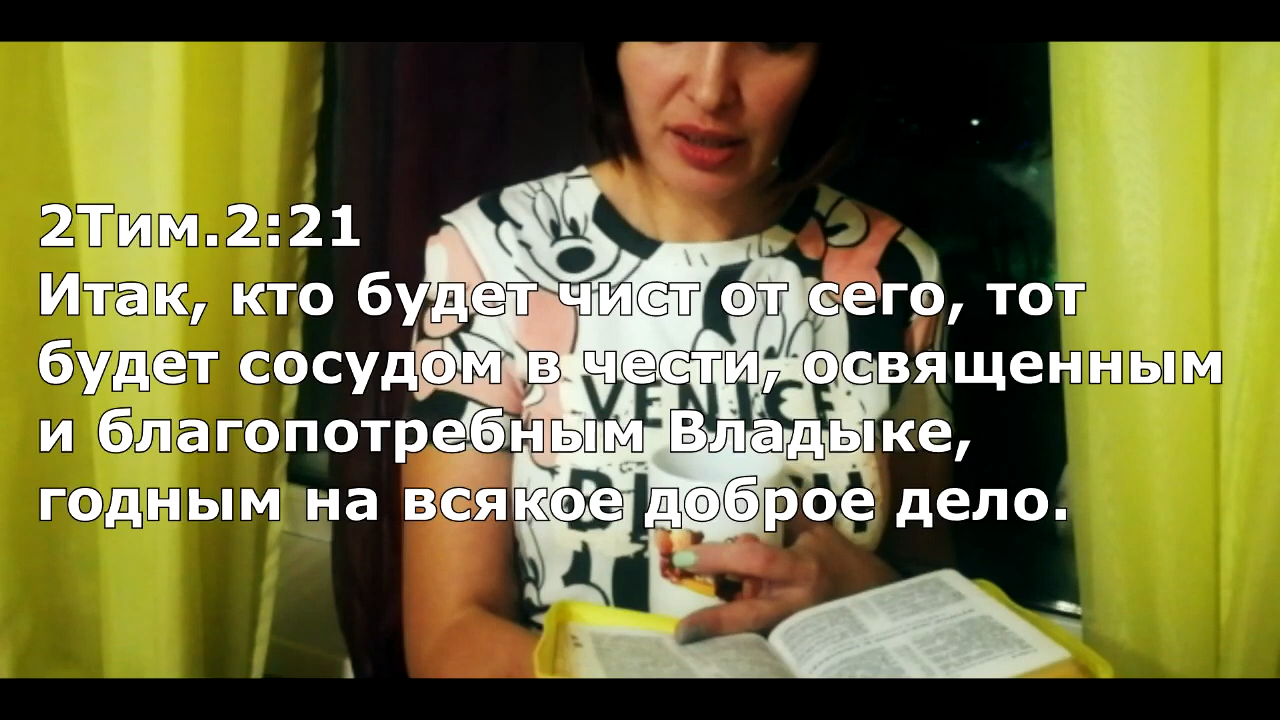 2Тим.2:21
Итак, кто будет чист от сего, тот
будет сосудом в чести, освященным
и благопотребным Владыке,
годным на всякое доброе дело.
VENICE